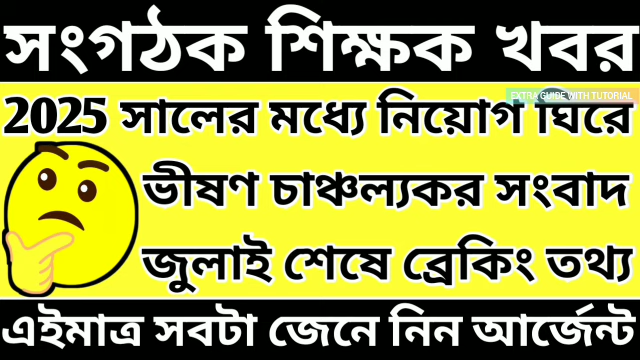 সংগঠক শিক্ষক খবর
EXTRA GUIDE WITH TUTORIAL
2025 সালের মধ্যে নিয়োগ ঘিরে
ভীষণ চাঞ্চল্যকর সংবাদ
জুলাই শেষে ব্রেকিং তথ্য
এইমাত্র সবটা জেনে নিন আর্জেন্ট